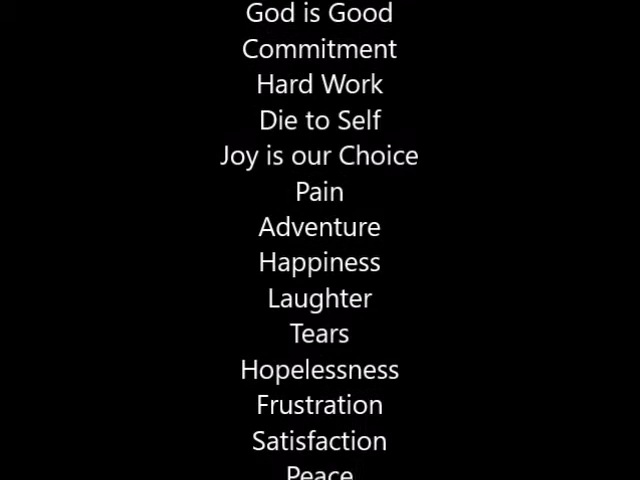 God is Good
Commitment
Hard Work
Die to Self
Joy is our Choice
Pain
Adventure
Happiness
Laughter
Tears
Hopelessness
Frustration
Satisfaction
Peace